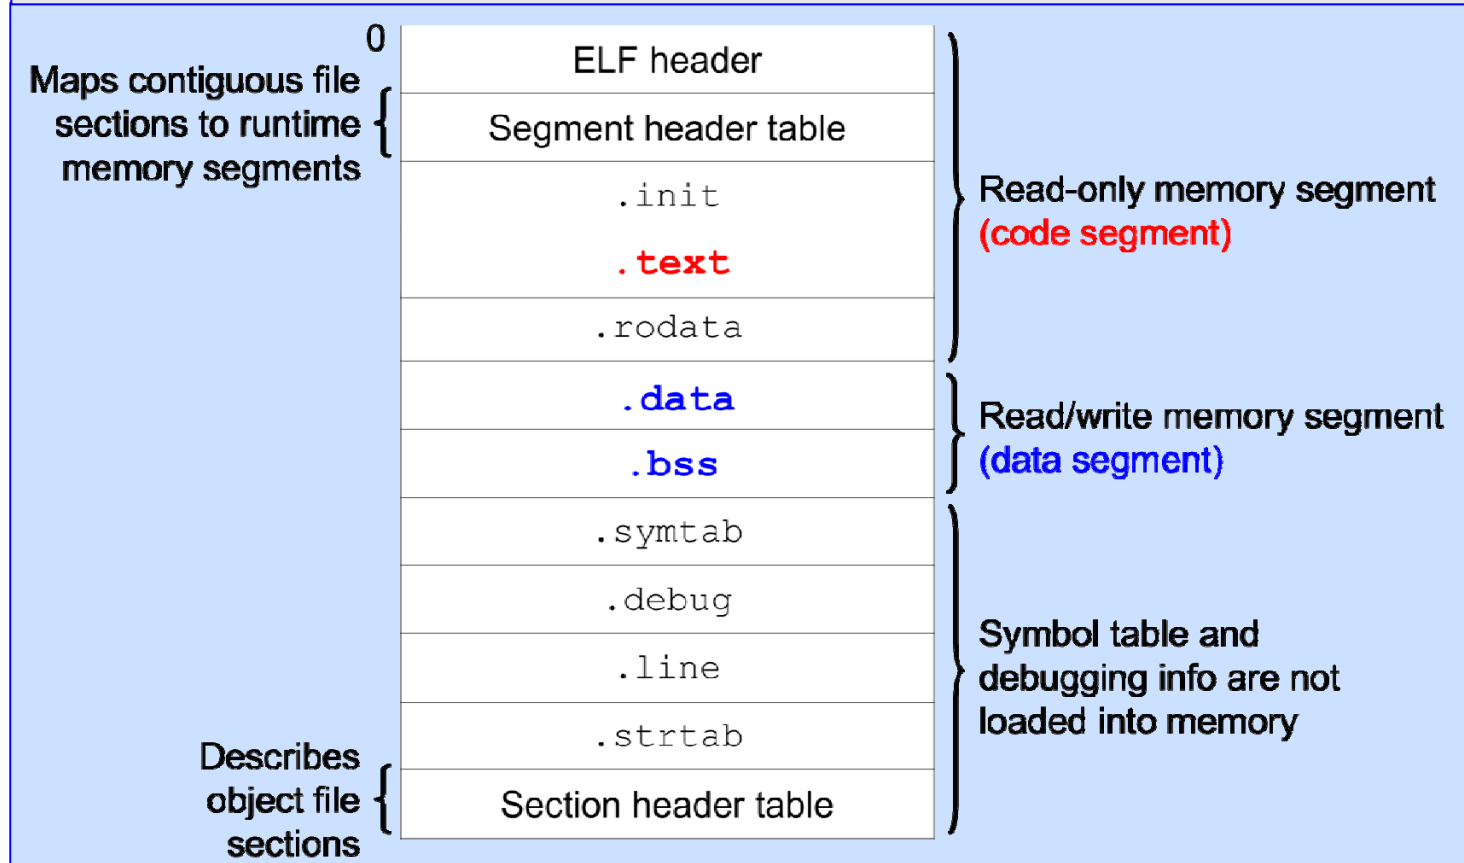 0
ELF header
Maps contiguous file
sections to runtime
memory segments
Segment header table
.init
.text
.rodata
Read-only memory segment
(code segment)
.data
.bss
Read/write memory segment
(data segment)
.symtab
.debug
.line
.strtab
Symbol table and
debugging info are not
loaded into memory
Describes
object file
sections
Section header table